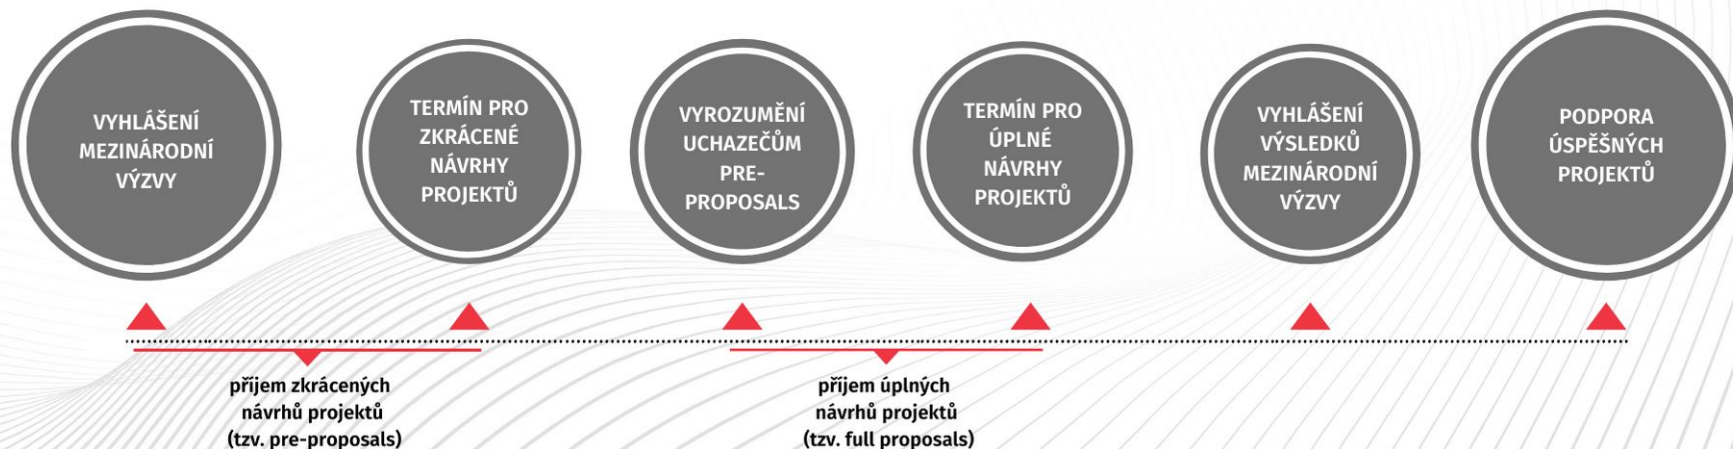 VYHLÁŠENÍ
MEZINÁRODNÍ
VÝZVY
TERMÍN PRO
ZKRÁCENÉ
NÁVRHY
PROJEKTŮ
VYROZUMĚNÍ
UCHAZEČŮM
PRE-
PROPOSALS
TERMÍN PRO
ÚPLNÉ
NÁVRHY
PROJEKTŮ
VYHLÁŠENÍ
VÝSLEDKŮ
MEZINÁRODNÍ
VÝZVY
PODPORA
ÚSPĚŠNÝCH
PROJEKTŮ
příjem zkrácených
návrhů projektů
(tzv. pre-proposals)
příjem úplných
návrhů projektů
(tzv. full proposals)